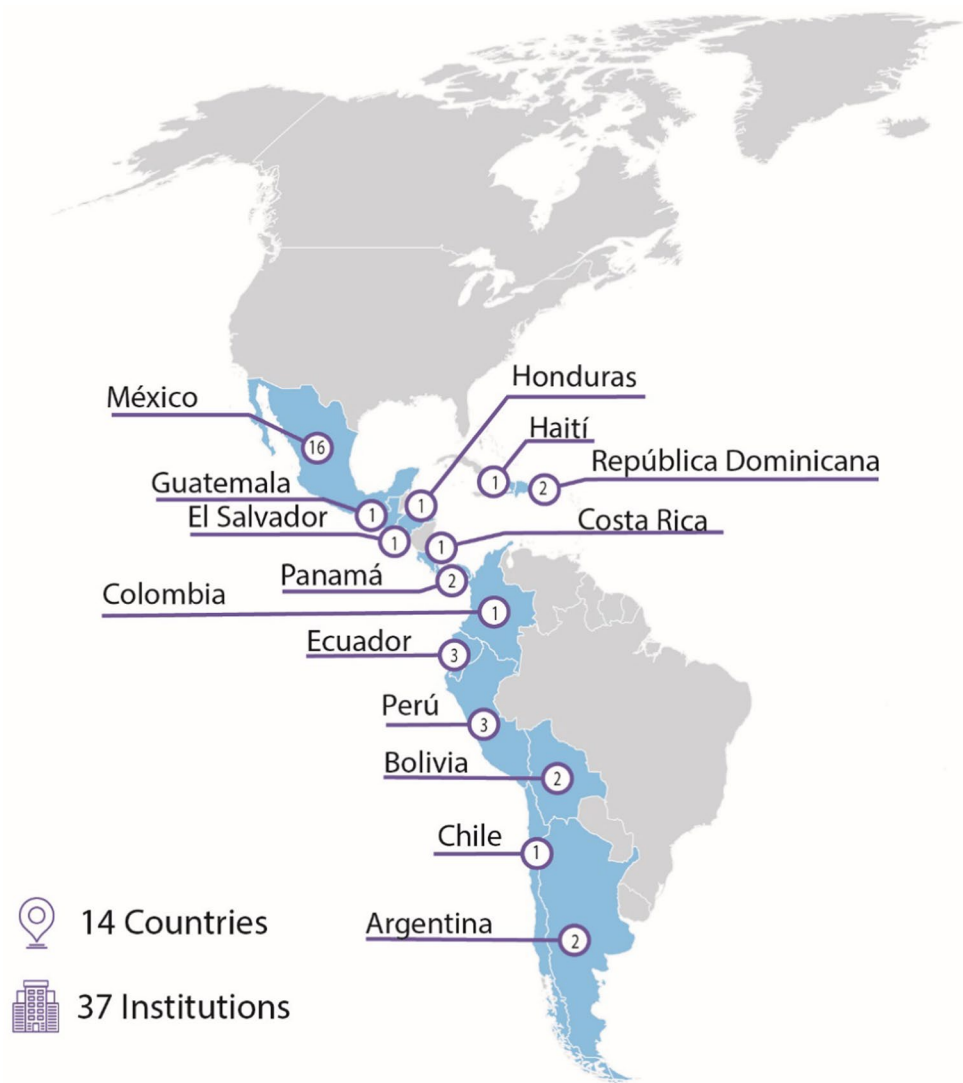 Honduras
México
Haití
16
República Dominicana
1
2
Guatemala
1
1
El Salvador
Costa Rica
1
1
Panamá
2
Colombia
1
Ecuador
3
Perú
3
Bolivia
2
Chile
1
14 Countries
Argentina
2
37 Institutions